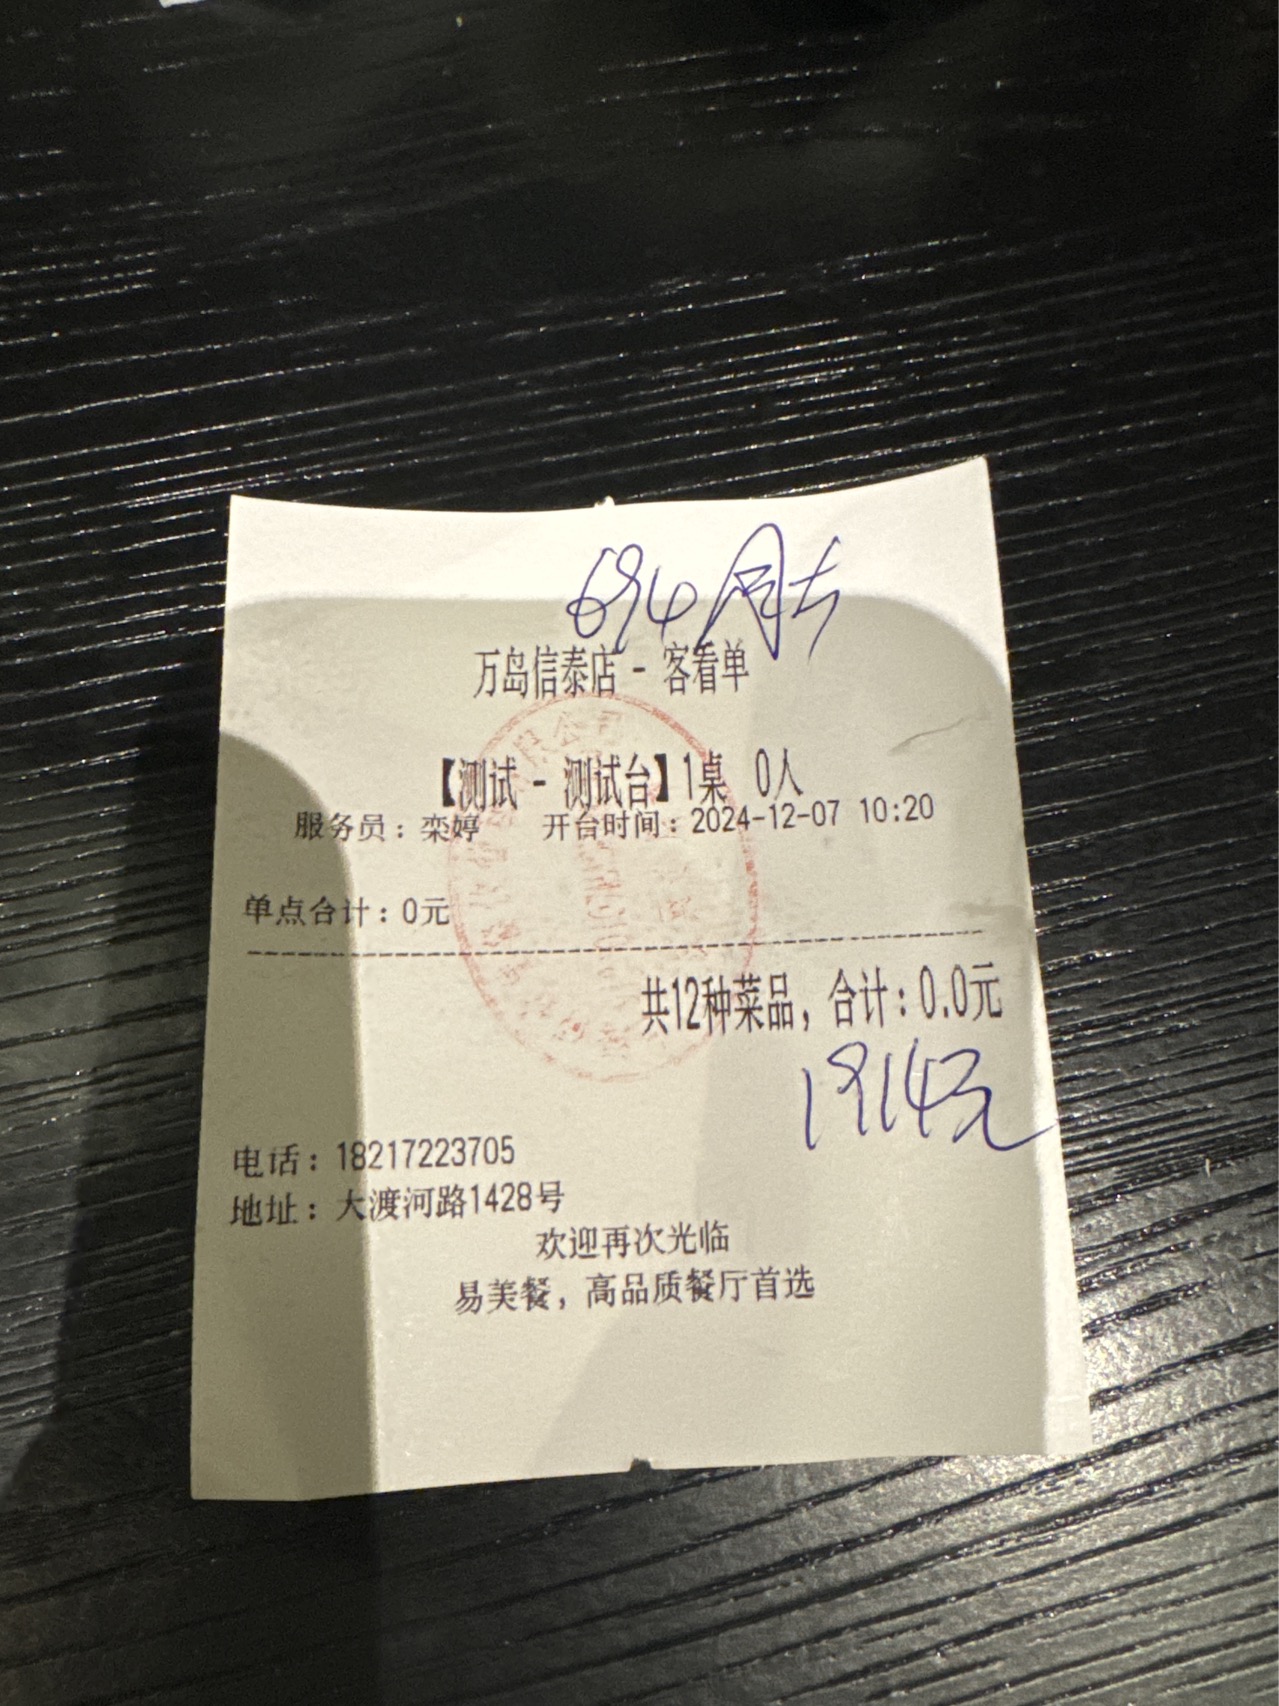 694
万岛信泰店 - 客看单
【测试 - 测试台】1桌 0人
服务员：栾婷 开台时间：2024-12-07 10:20
单点合计：0元
共12种菜品，合计：0.0元
1914元
电话：18217223705
地址：大渡河路1428号
欢迎再次光临
易美餐，高品质餐厅首选